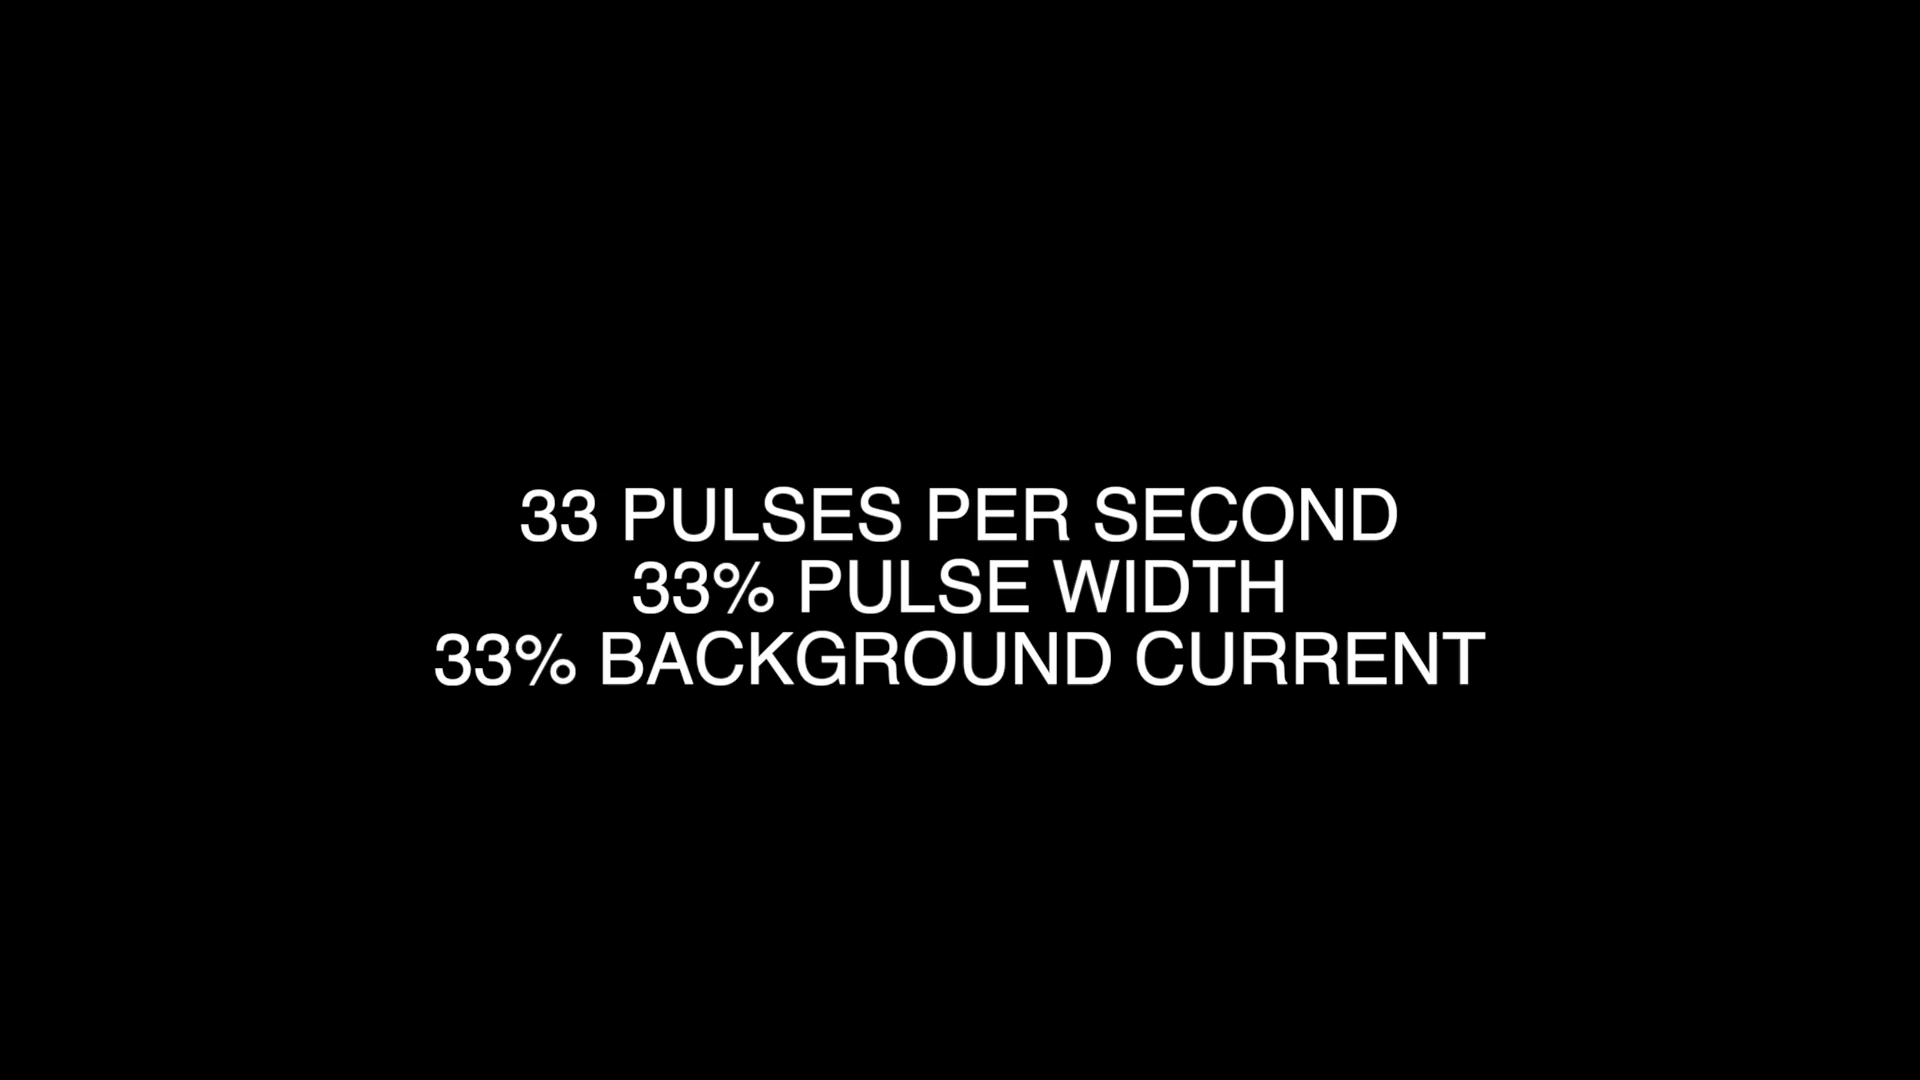 33 PULSES PER SECOND
33% PULSE WIDTH
33% BACKGROUND CURRENT